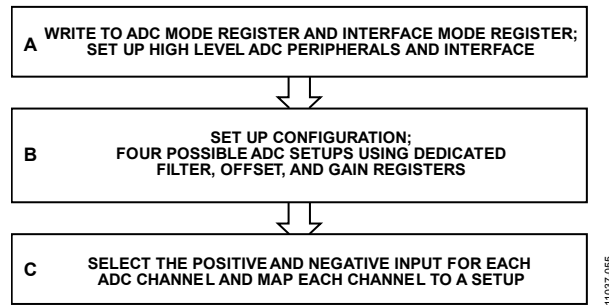 A
WRITE TO ADC MODE REGISTER AND INTERFACE MODE REGISTER;
SET UP HIGH LEVEL ADC PERIPHERALS AND INTERFACE
B
SET UP CONFIGURATION;
FOUR POSSIBLE ADC SETUPS USING DEDICATED
FILTER, OFFSET, AND GAIN REGISTERS
C
SELECT THE POSITIVE AND NEGATIVE INPUT FOR EACH
ADC CHANNEL AND MAP EACH CHANNEL TO A SETUP